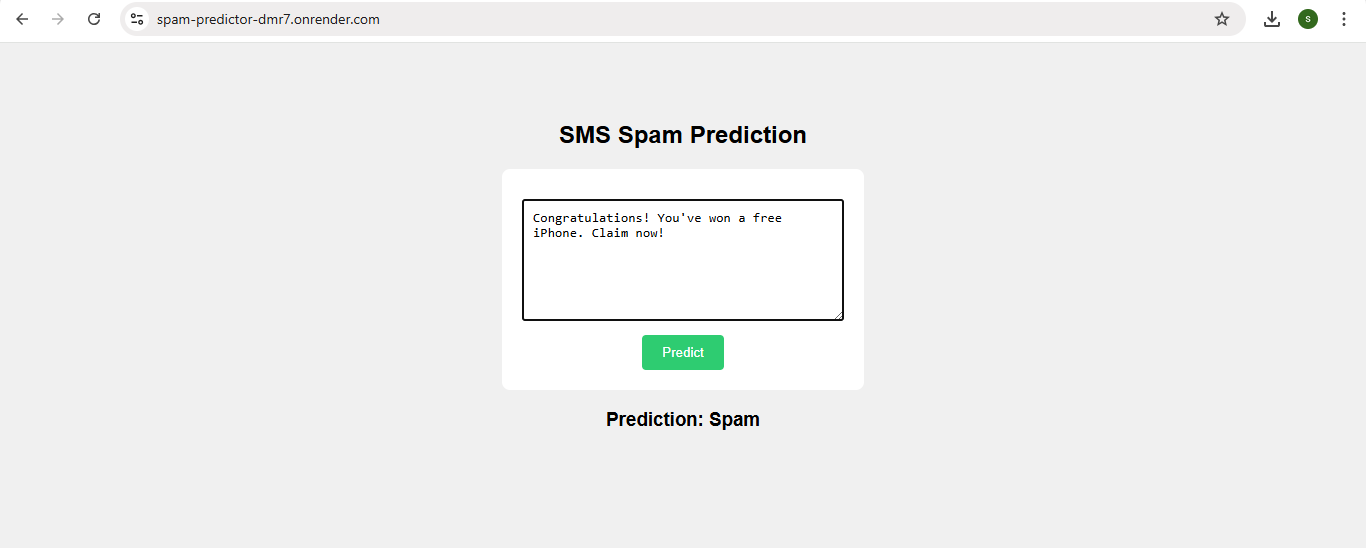 spam-predictor-dmr7.onrender.com
s
SMS Spam Prediction
Congratulations! You've won a free
iPhone. Claim now!
Predict
Prediction: Spam